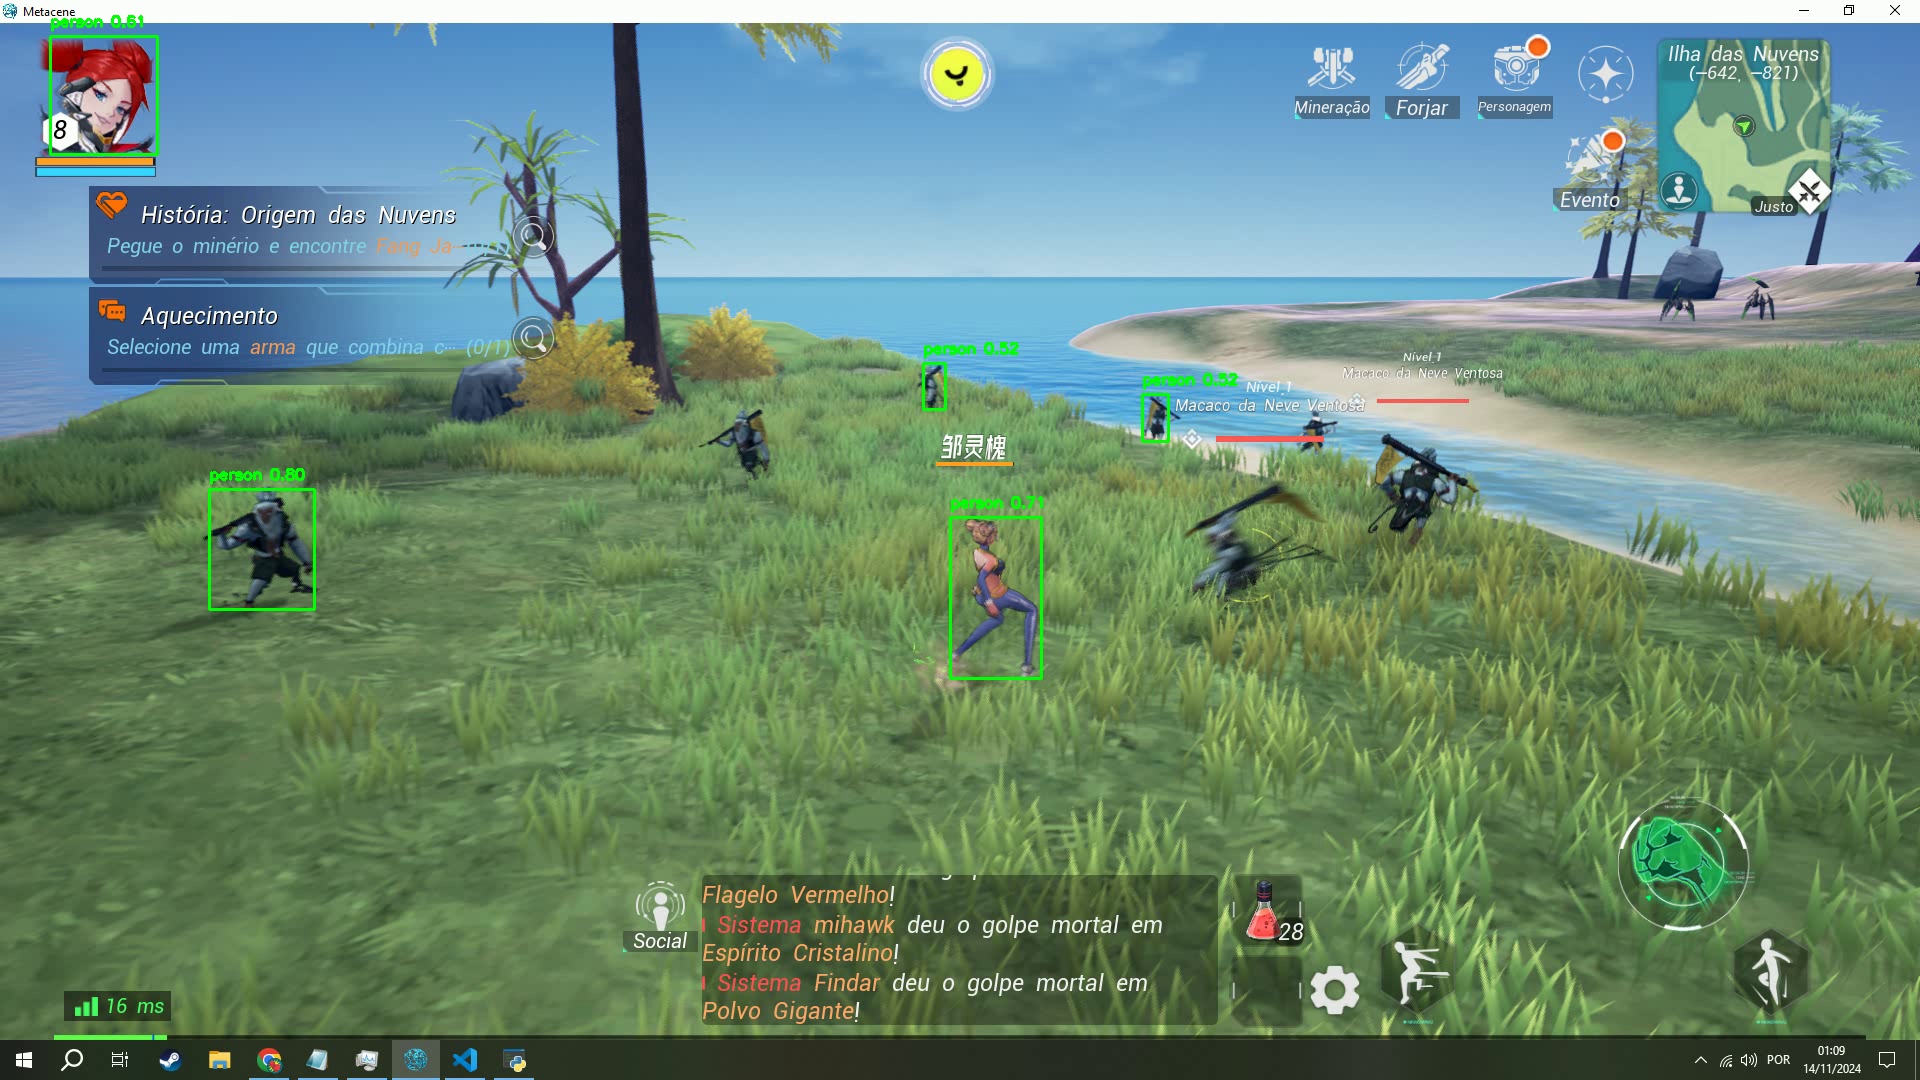 Metacene
person 0.61
8
Mineração
Forjar
Personagem
Evento
Ilha das Nuvens
(-642, -821)
Justo
História: Origem das Nuvens
Pegue o minério e encontre Fang Ja
Aquecimento
Selecione uma arma que combina c··· (0/1)
person 0.52
person 0.52
Nível 1
Macaco da Neve Ventosa
Nível 1
Macaco da Neve Ventosa
邹灵槐
person 0.80
person 0.71
Social
Flagelo Vermelho!
Sistema mihawk deu o golpe mortal em
Espírito Cristalino!
Sistema Findar deu o golpe mortal em
Polvo Gigante!
28
16 ms
POR
01:09
14/11/2024